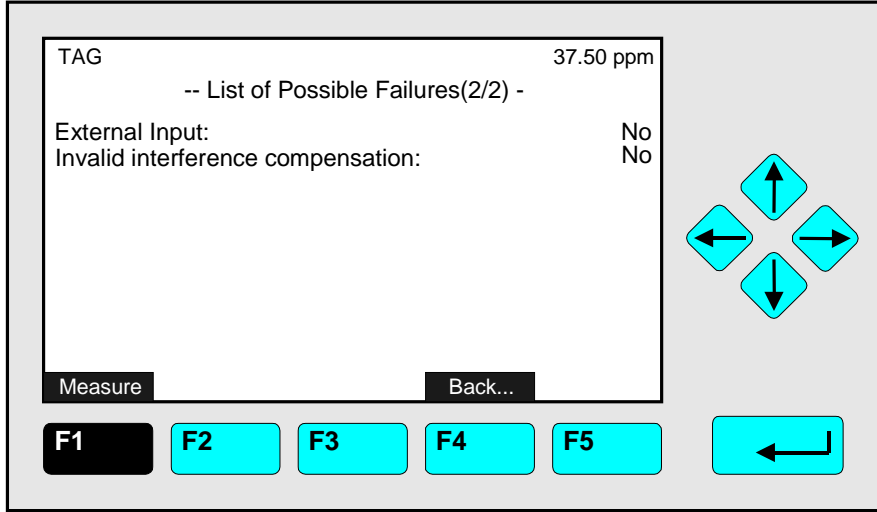 TAG 37.50 ppm
-- List of Possible Failures(2/2) -
External Input: No
Invalid interference compensation: No
Measure Back...
F1 F2 F3 F4 F5